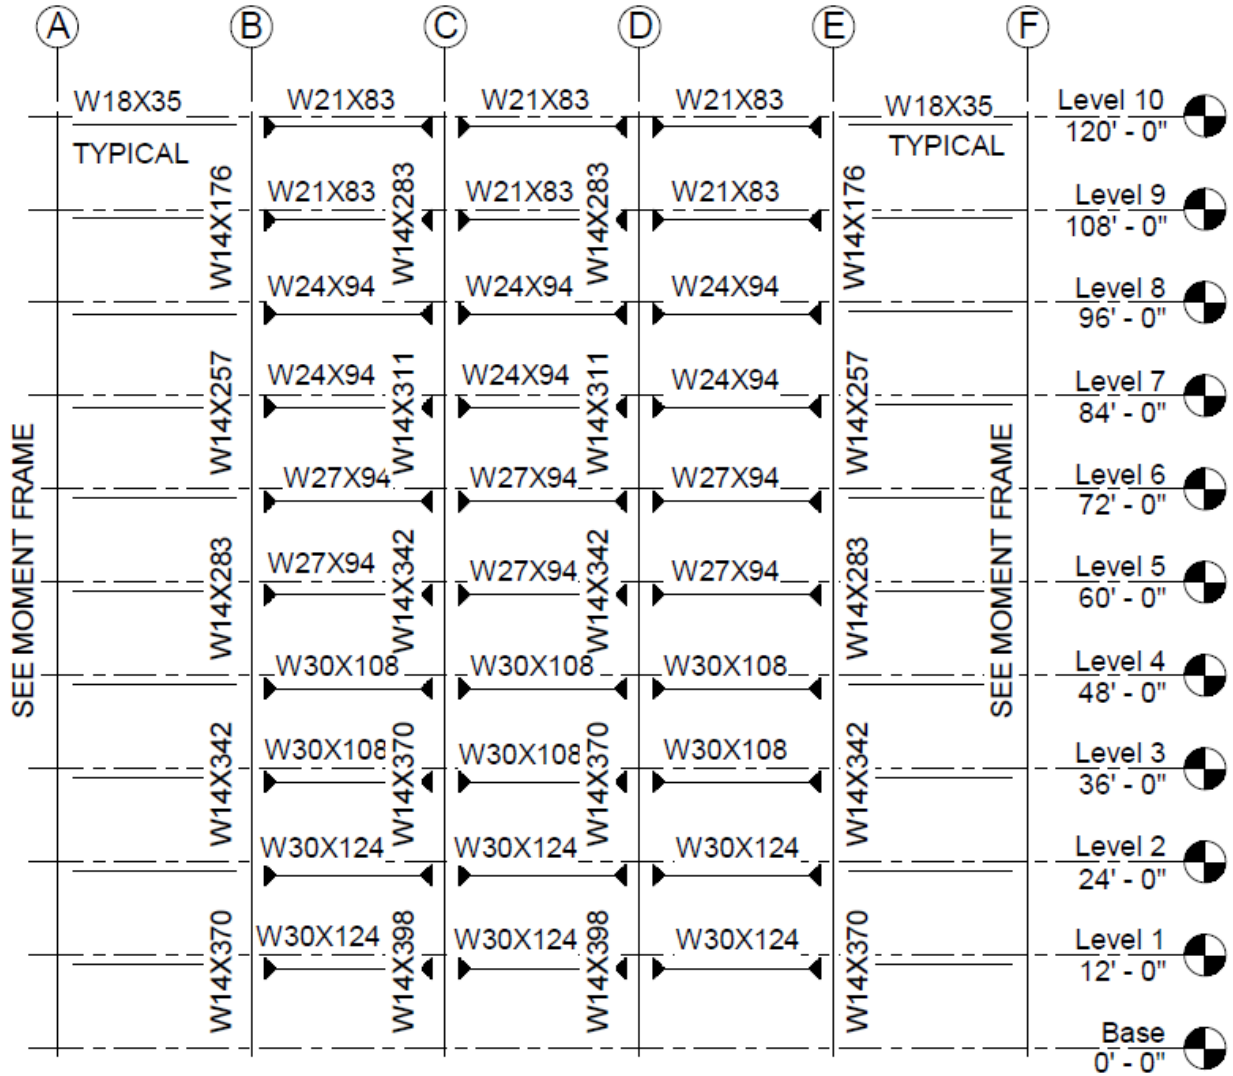 A B C D E F
W18X35 W21X83 W21X83 W21X83 W18X35 Level 10
TYPICAL TYPICAL 120' - 0"
W14X176 W21X83 W14X283 W21X83 W14X283 W21X83 W14X176 Level 9
108' - 0"
W24X94 W24X94 W24X94 Level 8
96' - 0"
W14X257 W24X94 W14X311 W24X94 W14X311 W24X94 W14X257 Level 7
84' - 0"
SEE MOMENT FRAME W27X94 W27X94 W27X94 SEE MOMENT FRAME Level 6
72' - 0"
W14X283 W27X94 W14X342 W27X94 W14X342 W27X94 W14X283 Level 5
60' - 0"
W30X108 W30X108 W30X108 Level 4
48' - 0"
W14X342 W30X108 W14X370 W30X108 W14X370 W30X108 W14X342 Level 3
36' - 0"
W30X124 W30X124 W30X124 Level 2
24' - 0"
W14X370 W30X124 W14X398 W30X124 W14X398 W30X124 W14X370 Level 1
12' - 0"
Base
0' - 0"